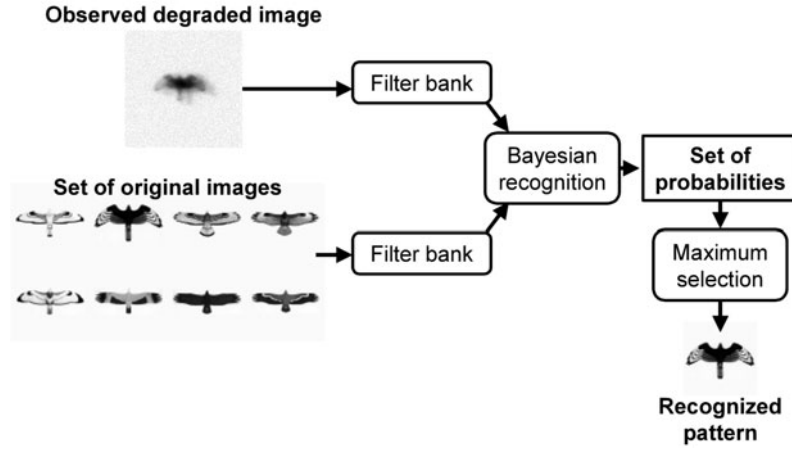 Observed degraded image
Filter bank
Bayesian
recognition
Set of
probabilities
Set of original images
Filter bank
Maximum
selection
Recognized
pattern